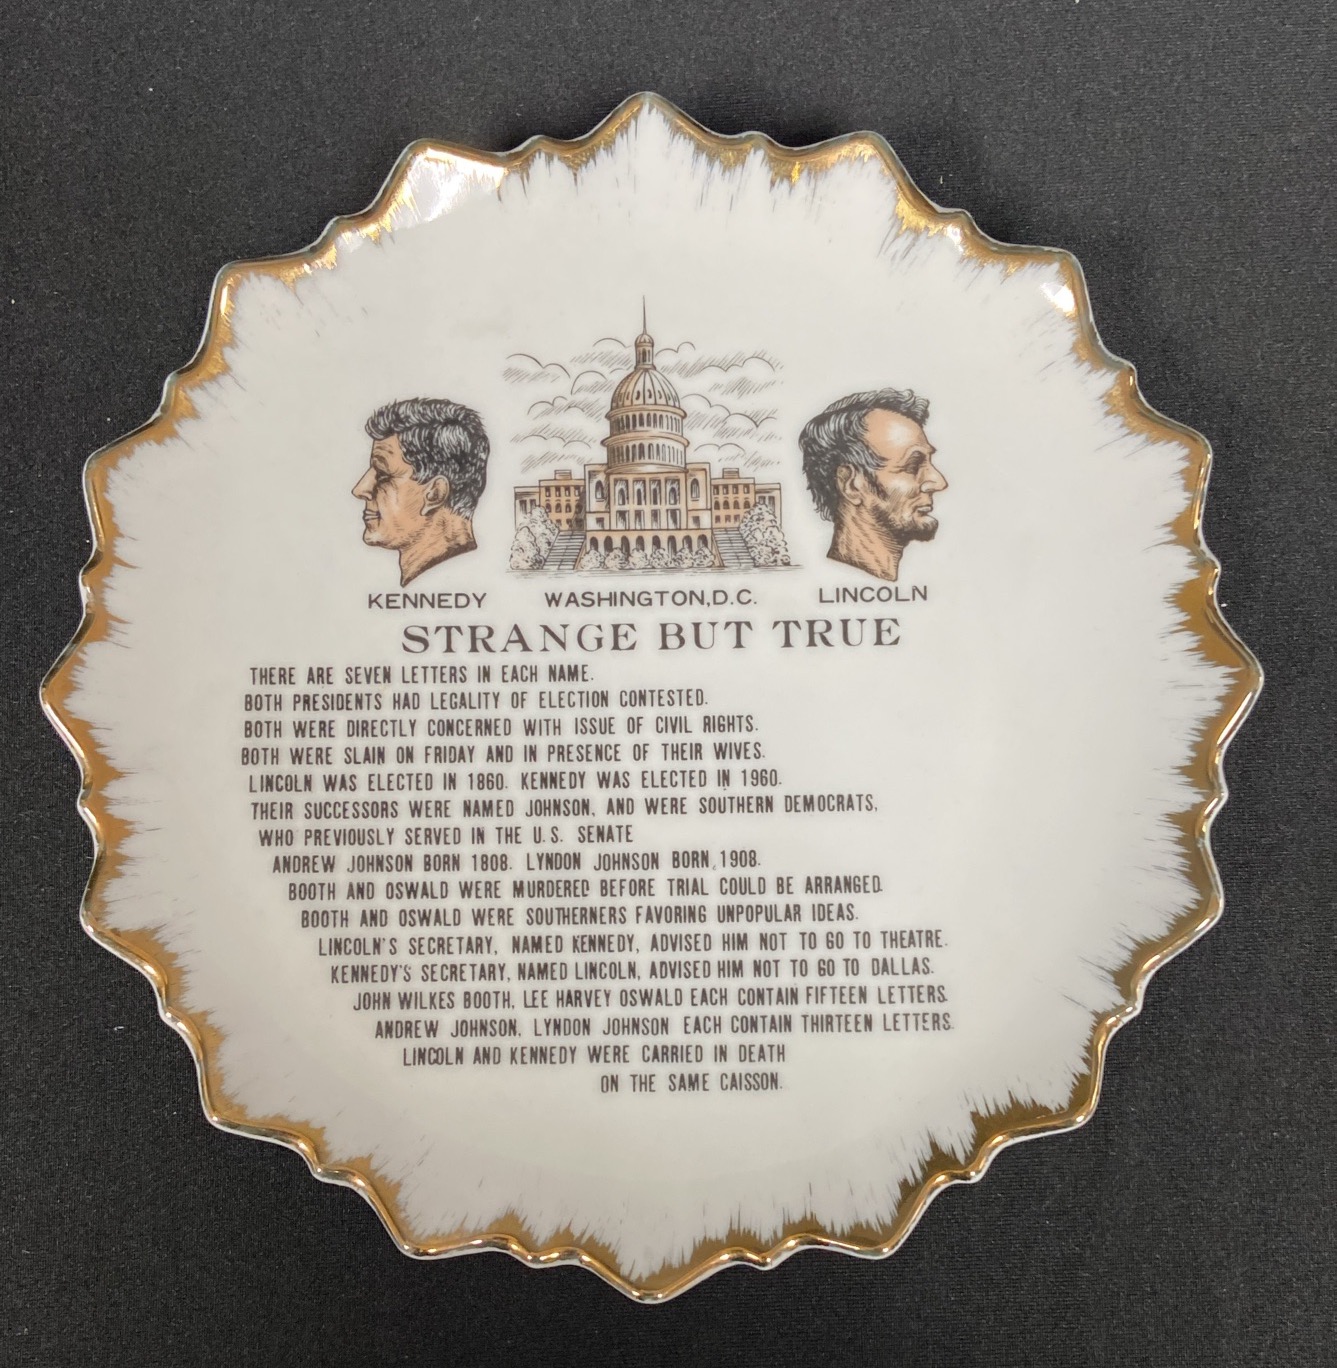 KENNEDY WASHINGTON,D.C. LINCOLN
STRANGE BUT TRUE
THERE ARE SEVEN LETTERS IN EACH NAME.
BOTH PRESIDENTS HAD LEGALITY OF ELECTION CONTESTED.
BOTH WERE DIRECTLY CONCERNED WITH ISSUE OF CIVIL RIGHTS.
BOTH WERE SLAIN ON FRIDAY AND IN PRESENCE OF THEIR WIVES.
LINCOLN WAS ELECTED IN 1860. KENNEDY WAS ELECTED IN 1960.
THEIR SUCCESSORS WERE NAMED JOHNSON, AND WERE SOUTHERN DEMOCRATS,
WHO PREVIOUSLY SERVED IN THE U.S. SENATE
ANDREW JOHNSON BORN 1808. LYNDON JOHNSON BORN 1908.
BOOTH AND OSWALD WERE MURDERED BEFORE TRIAL COULD BE ARRANGED.
BOOTH AND OSWALD WERE SOUTHERNERS FAVORING UNPOPULAR IDEAS.
LINCOLN'S SECRETARY, NAMED KENNEDY, ADVISED HIM NOT TO GO TO THEATRE.
KENNEDY'S SECRETARY, NAMED LINCOLN, ADVISED HIM NOT TO GO TO DALLAS.
JOHN WILKES BOOTH, LEE HARVEY OSWALD EACH CONTAIN FIFTEEN LETTERS.
ANDREW JOHNSON, LYNDON JOHNSON EACH CONTAIN THIRTEEN LETTERS.
LINCOLN AND KENNEDY WERE CARRIED IN DEATH
ON THE SAME CAISSON.